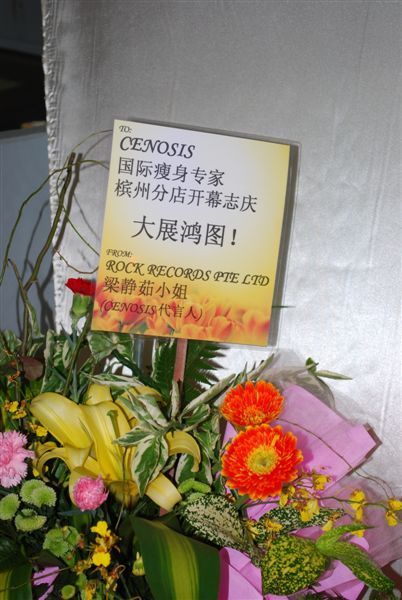 TO:
CENOSIS
国际瘦身专家
槟州分店开幕志庆
大展鸿图！
FROM:
ROCK RECORDS PTE LTD
梁静茹小姐
(CENOSIS代言人)